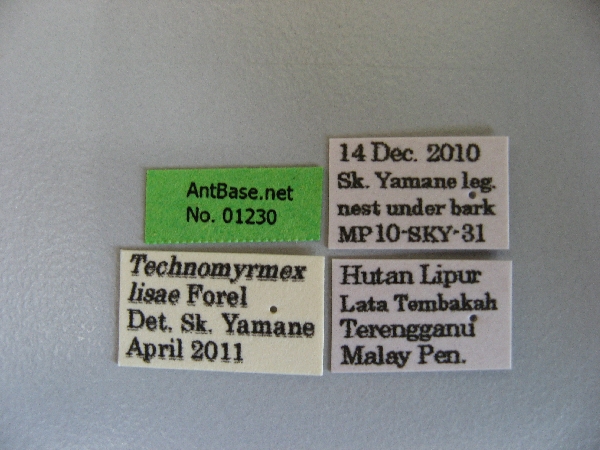 AntBase.net
No. 01230
14 Dec. 2010
Sk. Yamane leg.
nest under bark
MP10-SKY-31
Technomyrmex
lisae Forel
Det. Sk. Yamane
April 2011
Hutan Lipur
Lata Tembakah
Terengganu
Malay Pen.